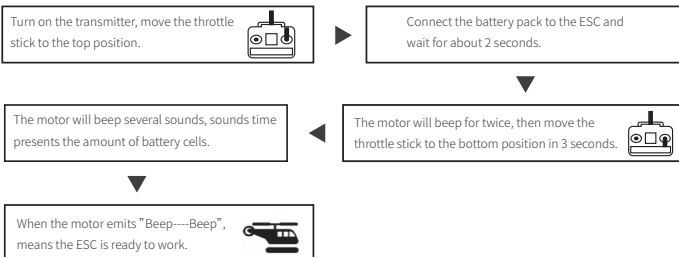 Turn on the transmitter, move the throttle
stick to the top position.
Connect the battery pack to the ESC and
wait for about 2 seconds.
The motor will beep for twice, then move the
throttle stick to the bottom position in 3 seconds.
The motor will beep several sounds, sounds time
presents the amount of battery cells.
When the motor emits "Beep----Beep",
means the ESC is ready to work.